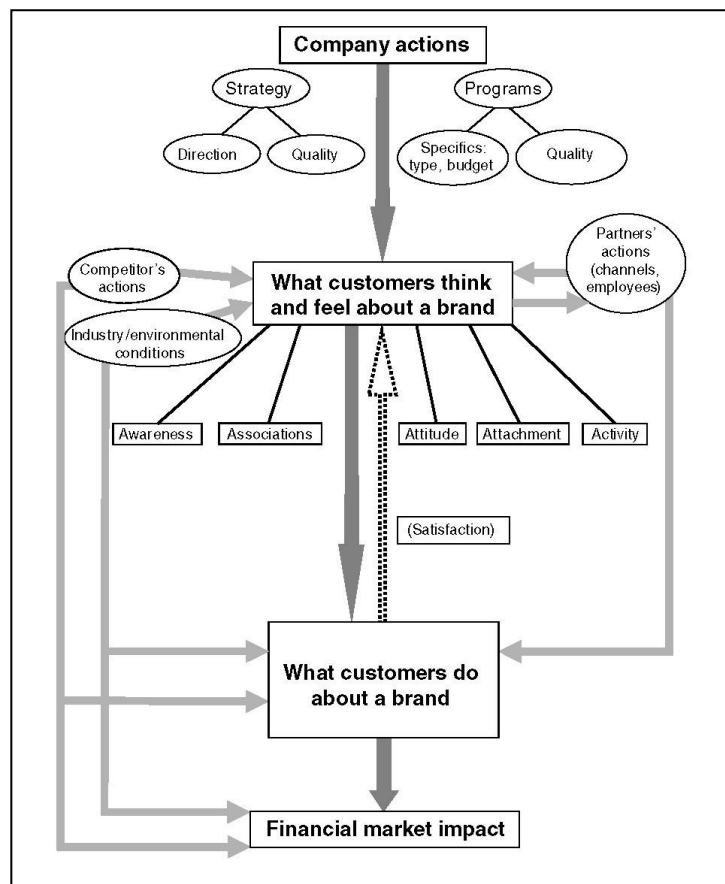 Company actions
Strategy
Programs
Direction
Quality
Specifics:
type, budget
Quality
Competitor's
actions
What customers think
and feel about a brand
Partners'
actions
(channels,
employees)
Industry/environmental
conditions
Awareness
Associations
Attitude
Attachment
Activity
(Satisfaction)
What customers do
about a brand
Financial market impact